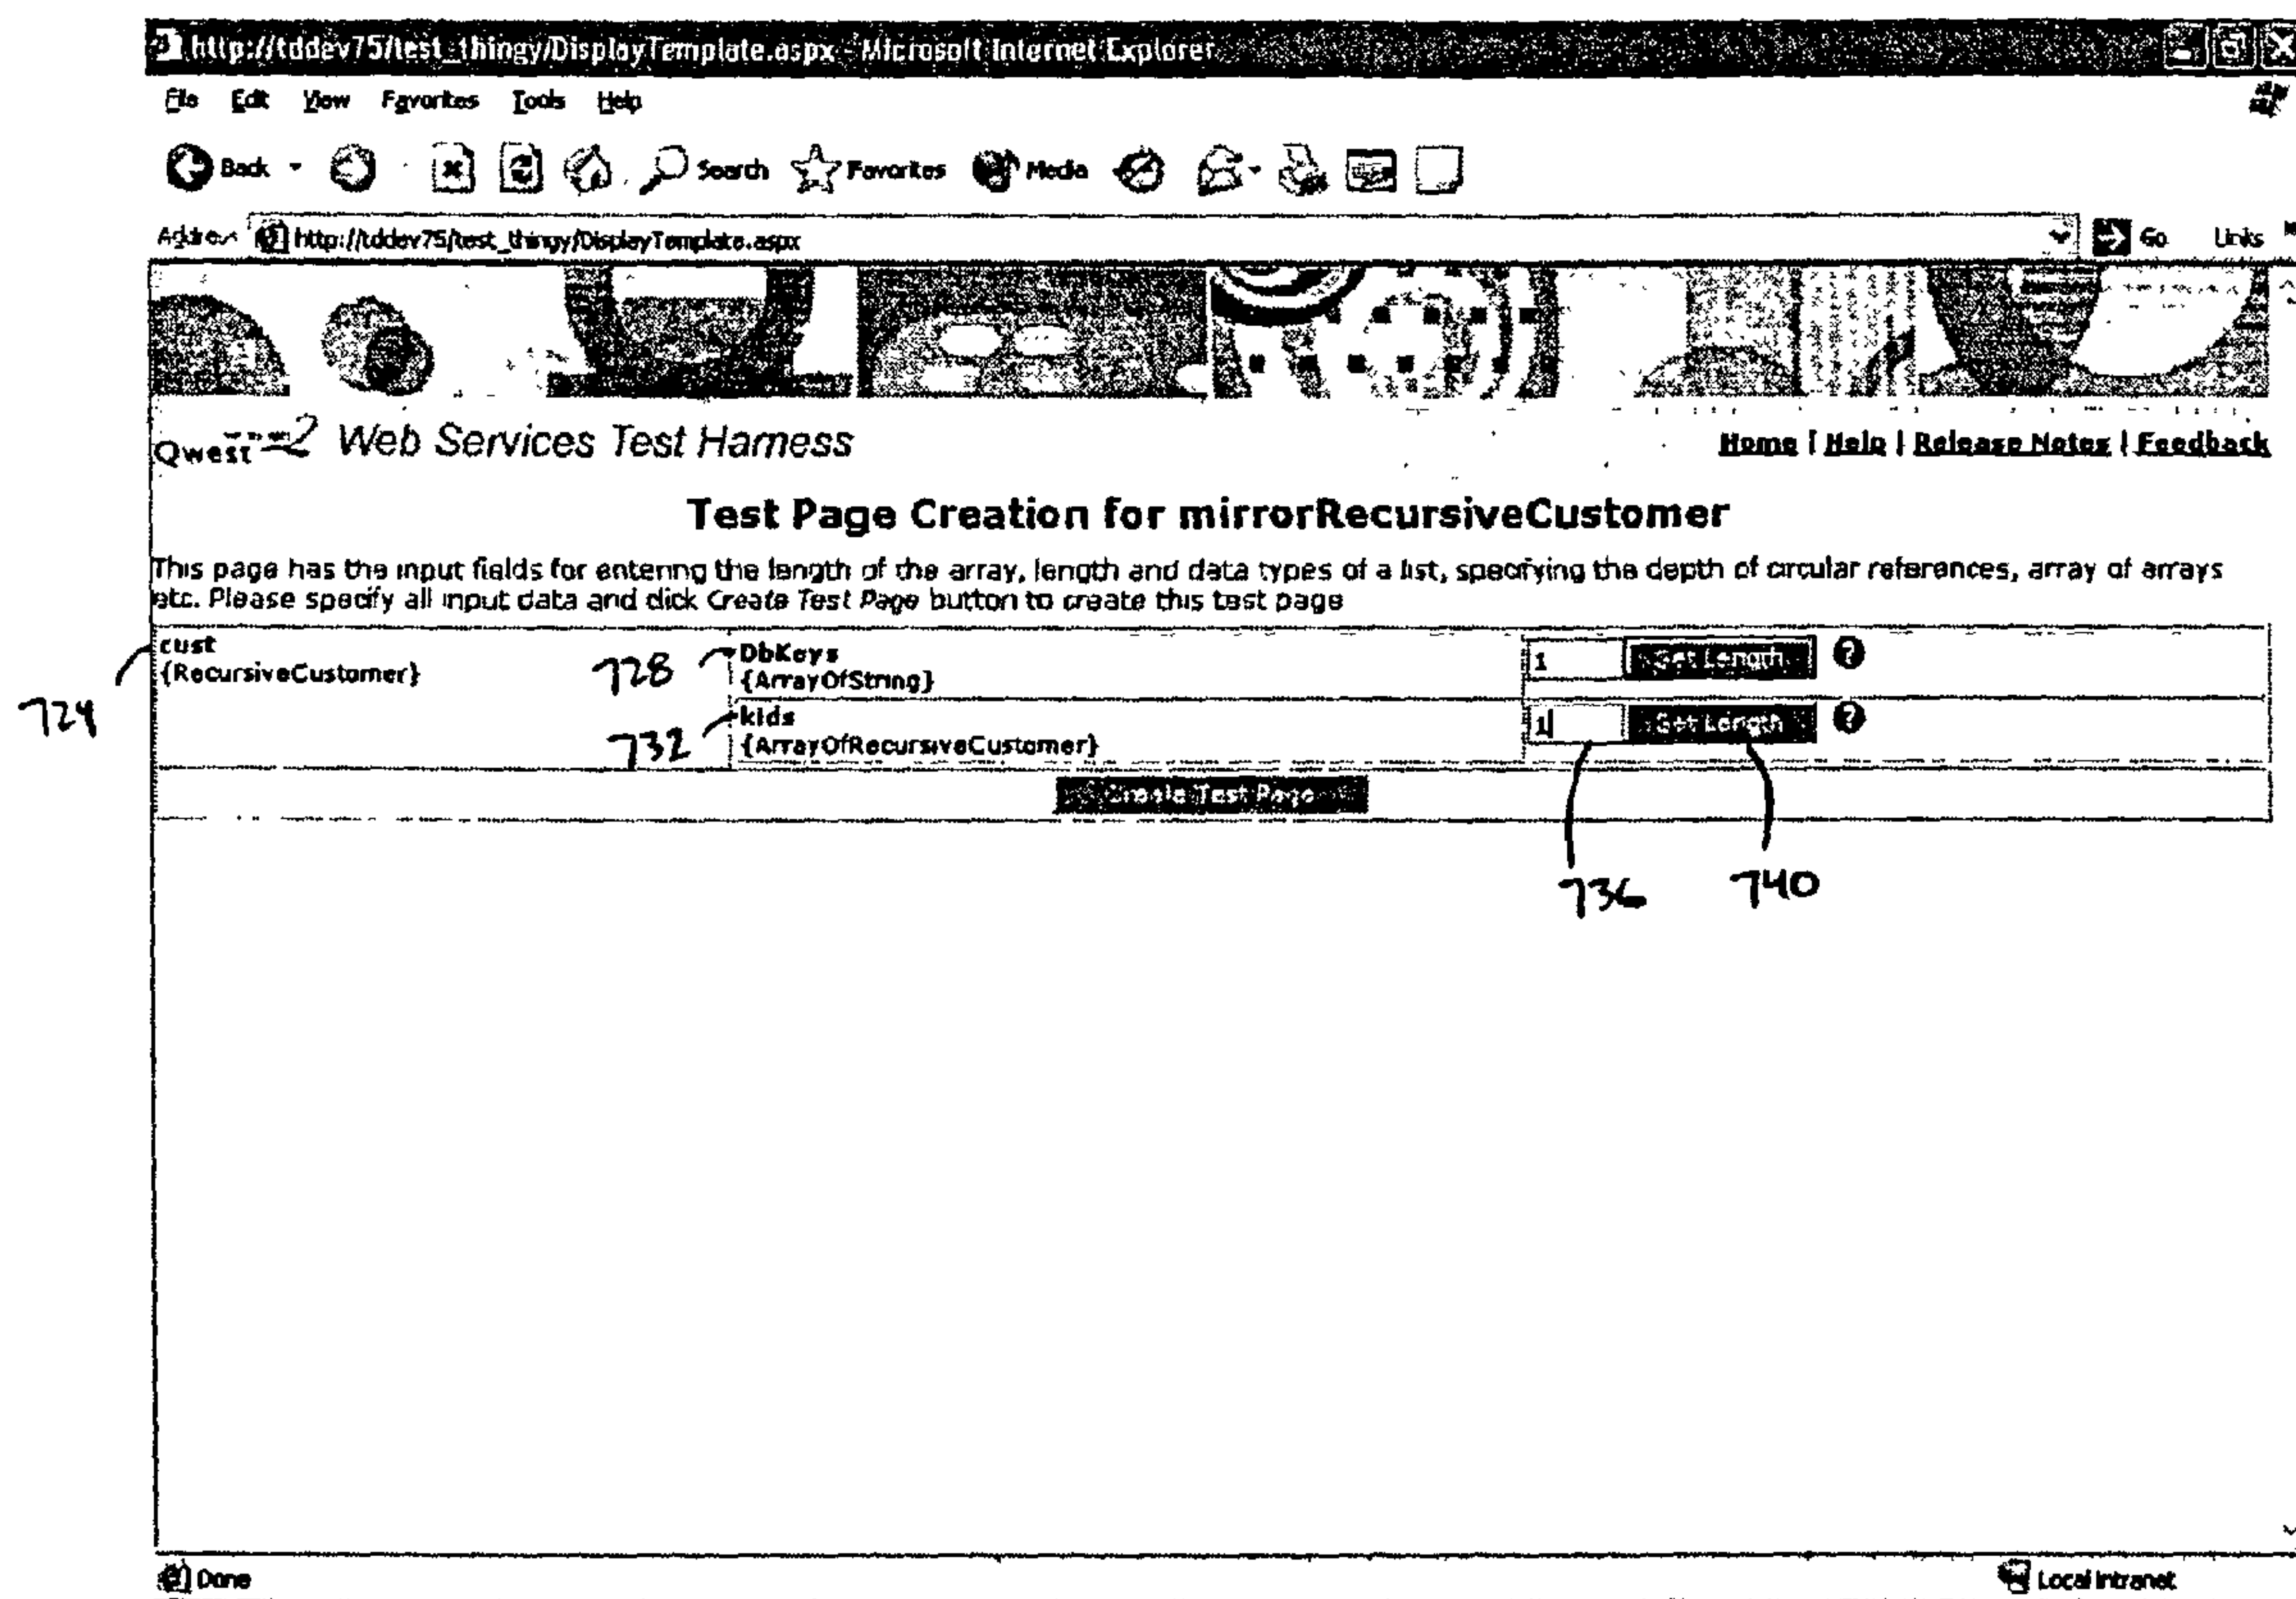 http://tddev75/test_thingy/DisplayTemplate.aspx - Microsoft Internet Explorer
File Edit View Favorites Tools Help
Back Search Favorites Media
Address http://tddev75/test_thingy/DisplayTemplate.aspx Go Links
Qwest Web Services Test Harness Home | Help | Release Notes | Feedback
Test Page Creation for mirrorRecursiveCustomer
This page has the input fields for entering the length of the array, length and data types of a list, specifying the depth of circular references, array of arrays
etc. Please specify all input data and click Create Test Page button to create this test page
cust
{RecursiveCustomer}
724
728
DbKeys
{ArrayOfString}
1 Set Length ?
732
kids
{ArrayOfRecursiveCustomer}
1 Set Length ?
Create Test Page
736 740
Done Local intranet